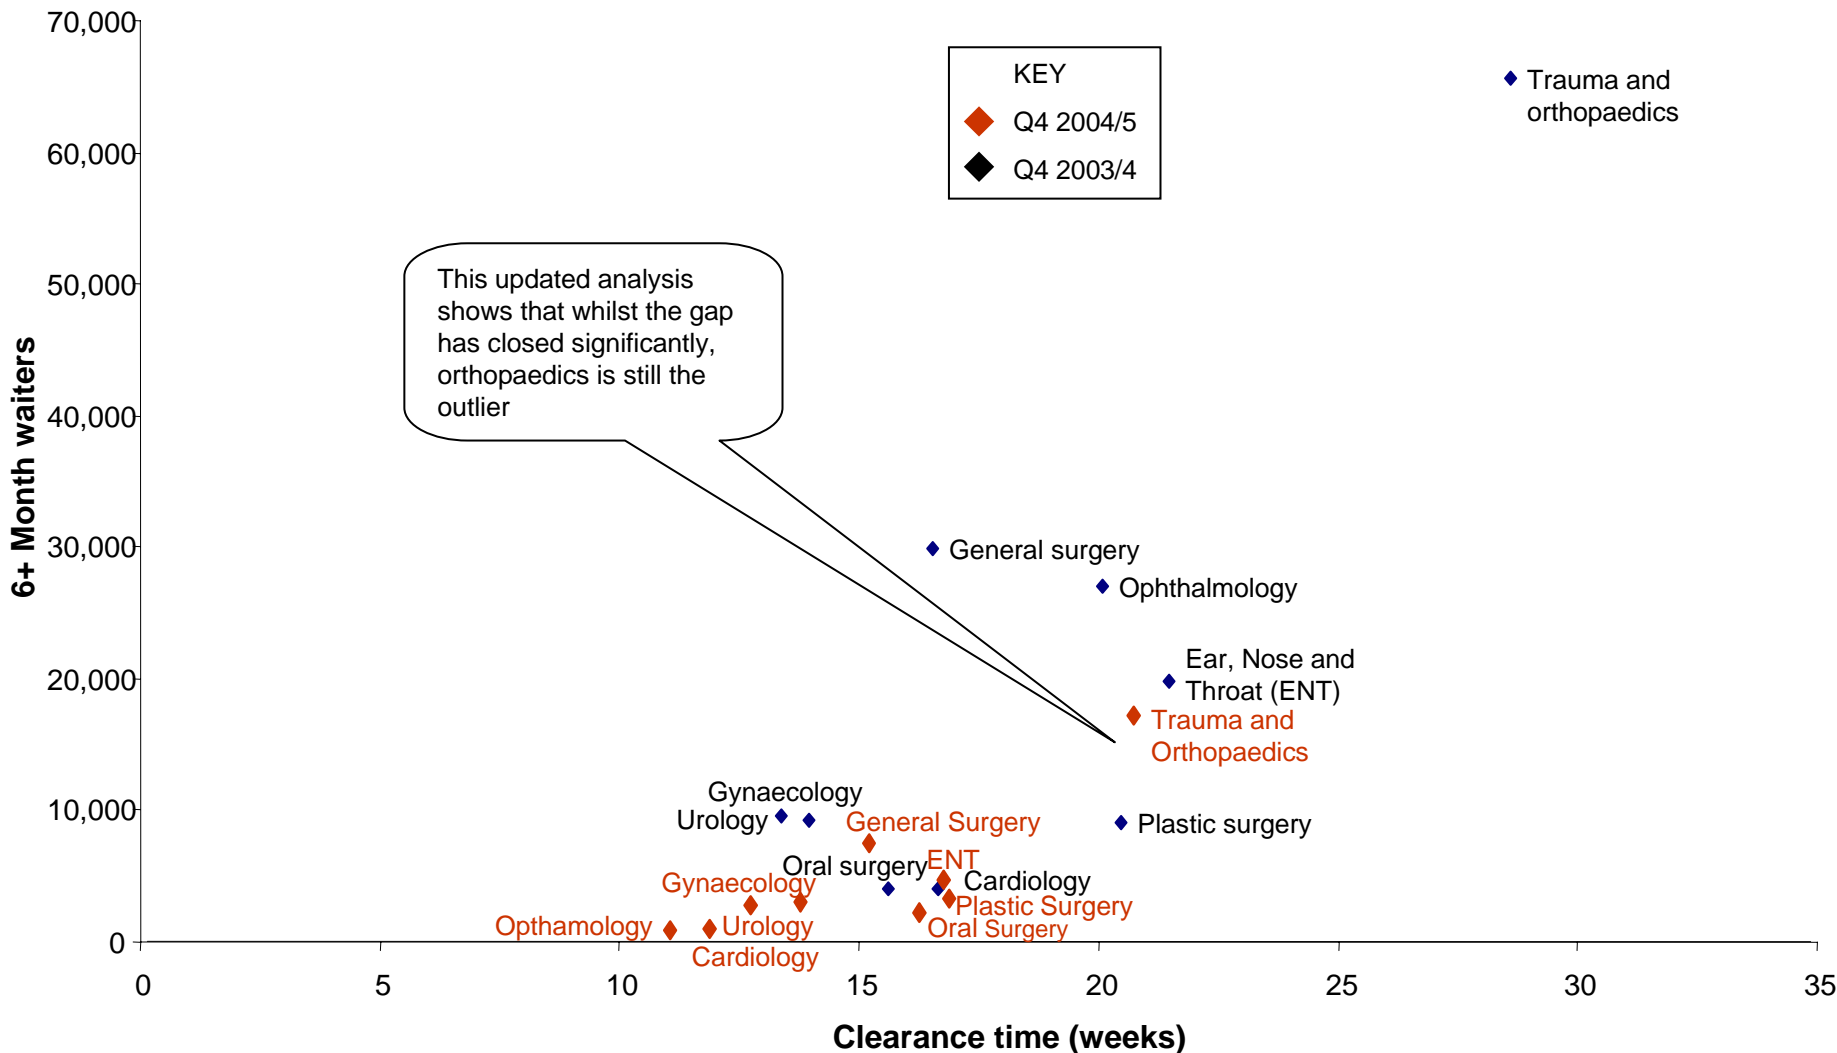 70,000
60,000
50,000
40,000
30,000
20,000
10,000
0
6+ Month waiters
KEY
Q4 2004/5
Q4 2003/4
Trauma and
orthopaedics
This updated analysis
shows that whilst the gap
has closed significantly,
orthopaedics is still the
outlier
General surgery
Ophthalmology
Ear, Nose and
Throat (ENT)
Trauma and
Orthopaedics
Gynaecology
Urology
General Surgery
Plastic surgery
Oral surgery
ENT
Cardiology
Gynaecology
Plastic Surgery
Opthamology
Urology
Oral Surgery
Cardiology
0
5
10
15
20
25
30
35
Clearance time (weeks)